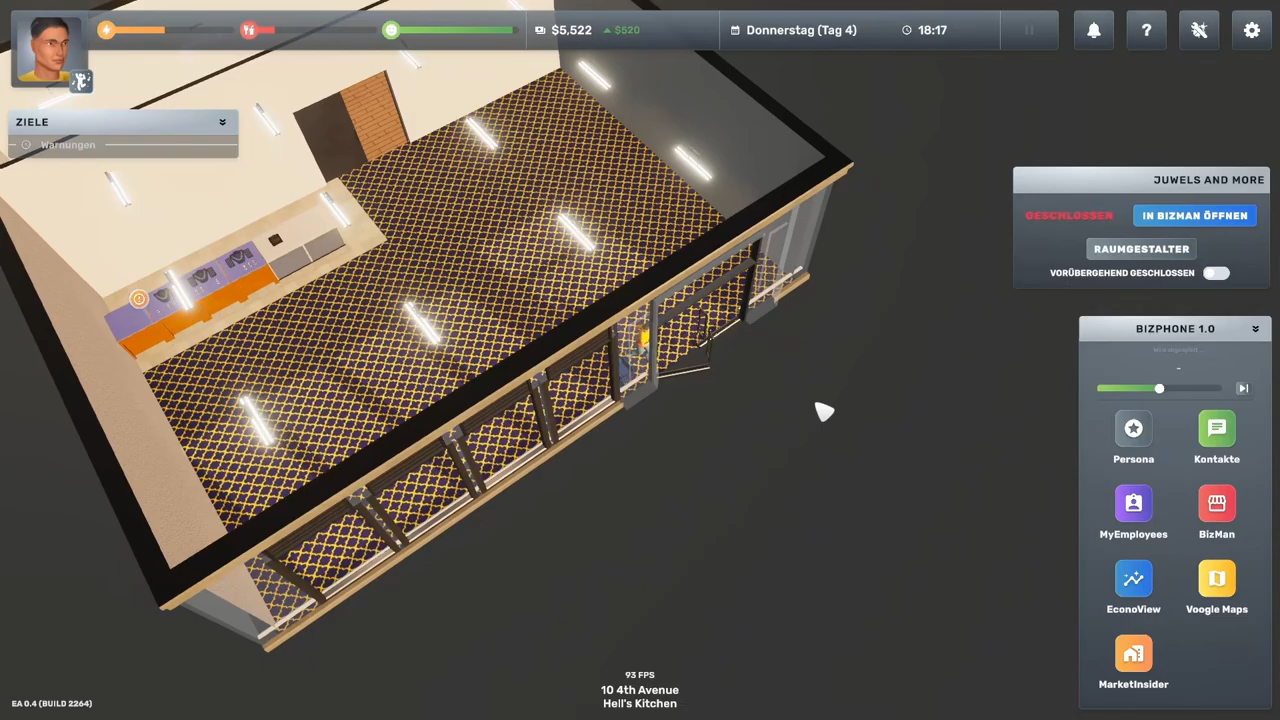 $5,522
$520
Donnerstag (Tag 4)
18:17
?
ZIELE
Warnungen
JUWELS AND MORE
GESCHLOSSEN
IN BIZMAN ÖFFNEN
RAUMGESTALTER
VORÜBERGEHEND GESCHLOSSEN
BIZPHONE 1.0
-
Persona
Kontakte
MyEmployees
BizMan
EconoView
Voogle Maps
MarketInsider
93 FPS
10 4th Avenue
Hell's Kitchen
EA 0.4 (BUILD 2264)